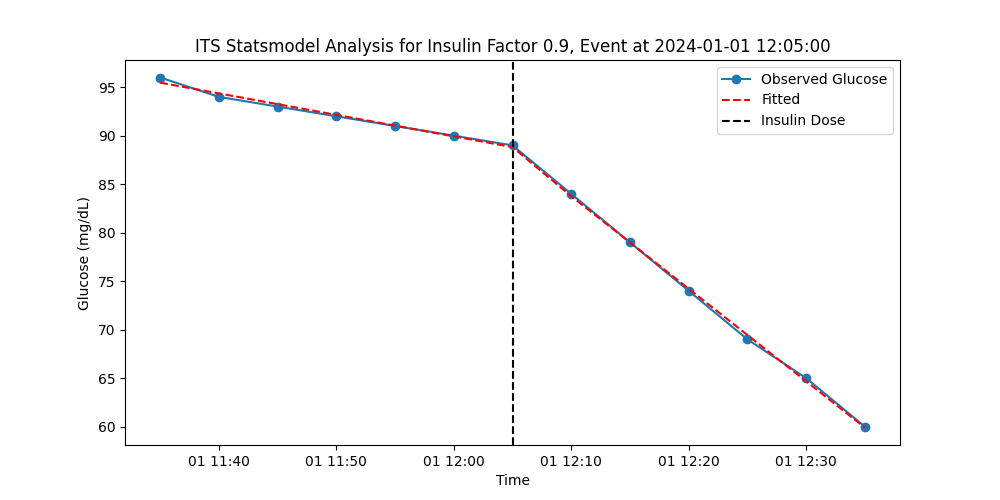 ITS Statsmodel Analysis for Insulin Factor 0.9, Event at 2024-01-01 12:05:00
Observed Glucose
Fitted
Insulin Dose
Glucose (mg/dL)
95
90
85
80
75
70
65
60
01 11:40
01 11:50
01 12:00
01 12:10
01 12:20
01 12:30
Time